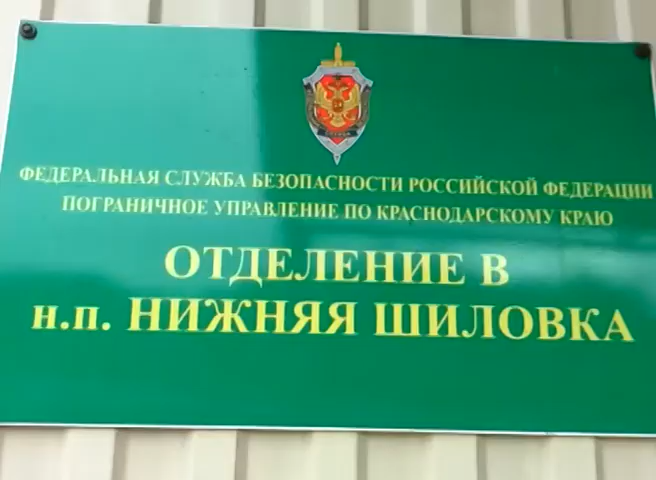 ФЕДЕРАЛЬНАЯ СЛУЖБА БЕЗОПАСНОСТИ РОССИЙСКОЙ ФЕДЕРАЦИИ
ПОГРАНИЧНОЕ УПРАВЛЕНИЕ ПО КРАСНОДАРСКОМУ КРАЮ
ОТДЕЛЕНИЕ В
н.п. НИЖНЯЯ ШИЛОВКА